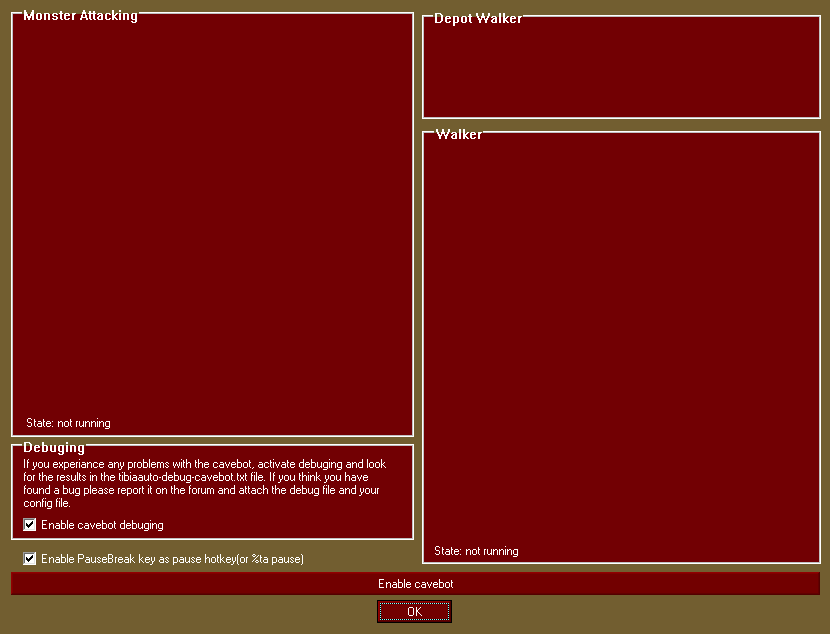 Monster Attacking
State: not running
Debuging
If you experiance any problems with the cavebot, activate debuging and look
for the results in the tibiaauto-debug-cavebot.txt file. If you think you have
found a bug please report it on the forum and attach the debug file and your
config file.
Enable cavebot debuging
Enable PauseBreak key as pause hotkey(or %ta pause)
Depot Walker
Walker
State: not running
Enable cavebot
OK